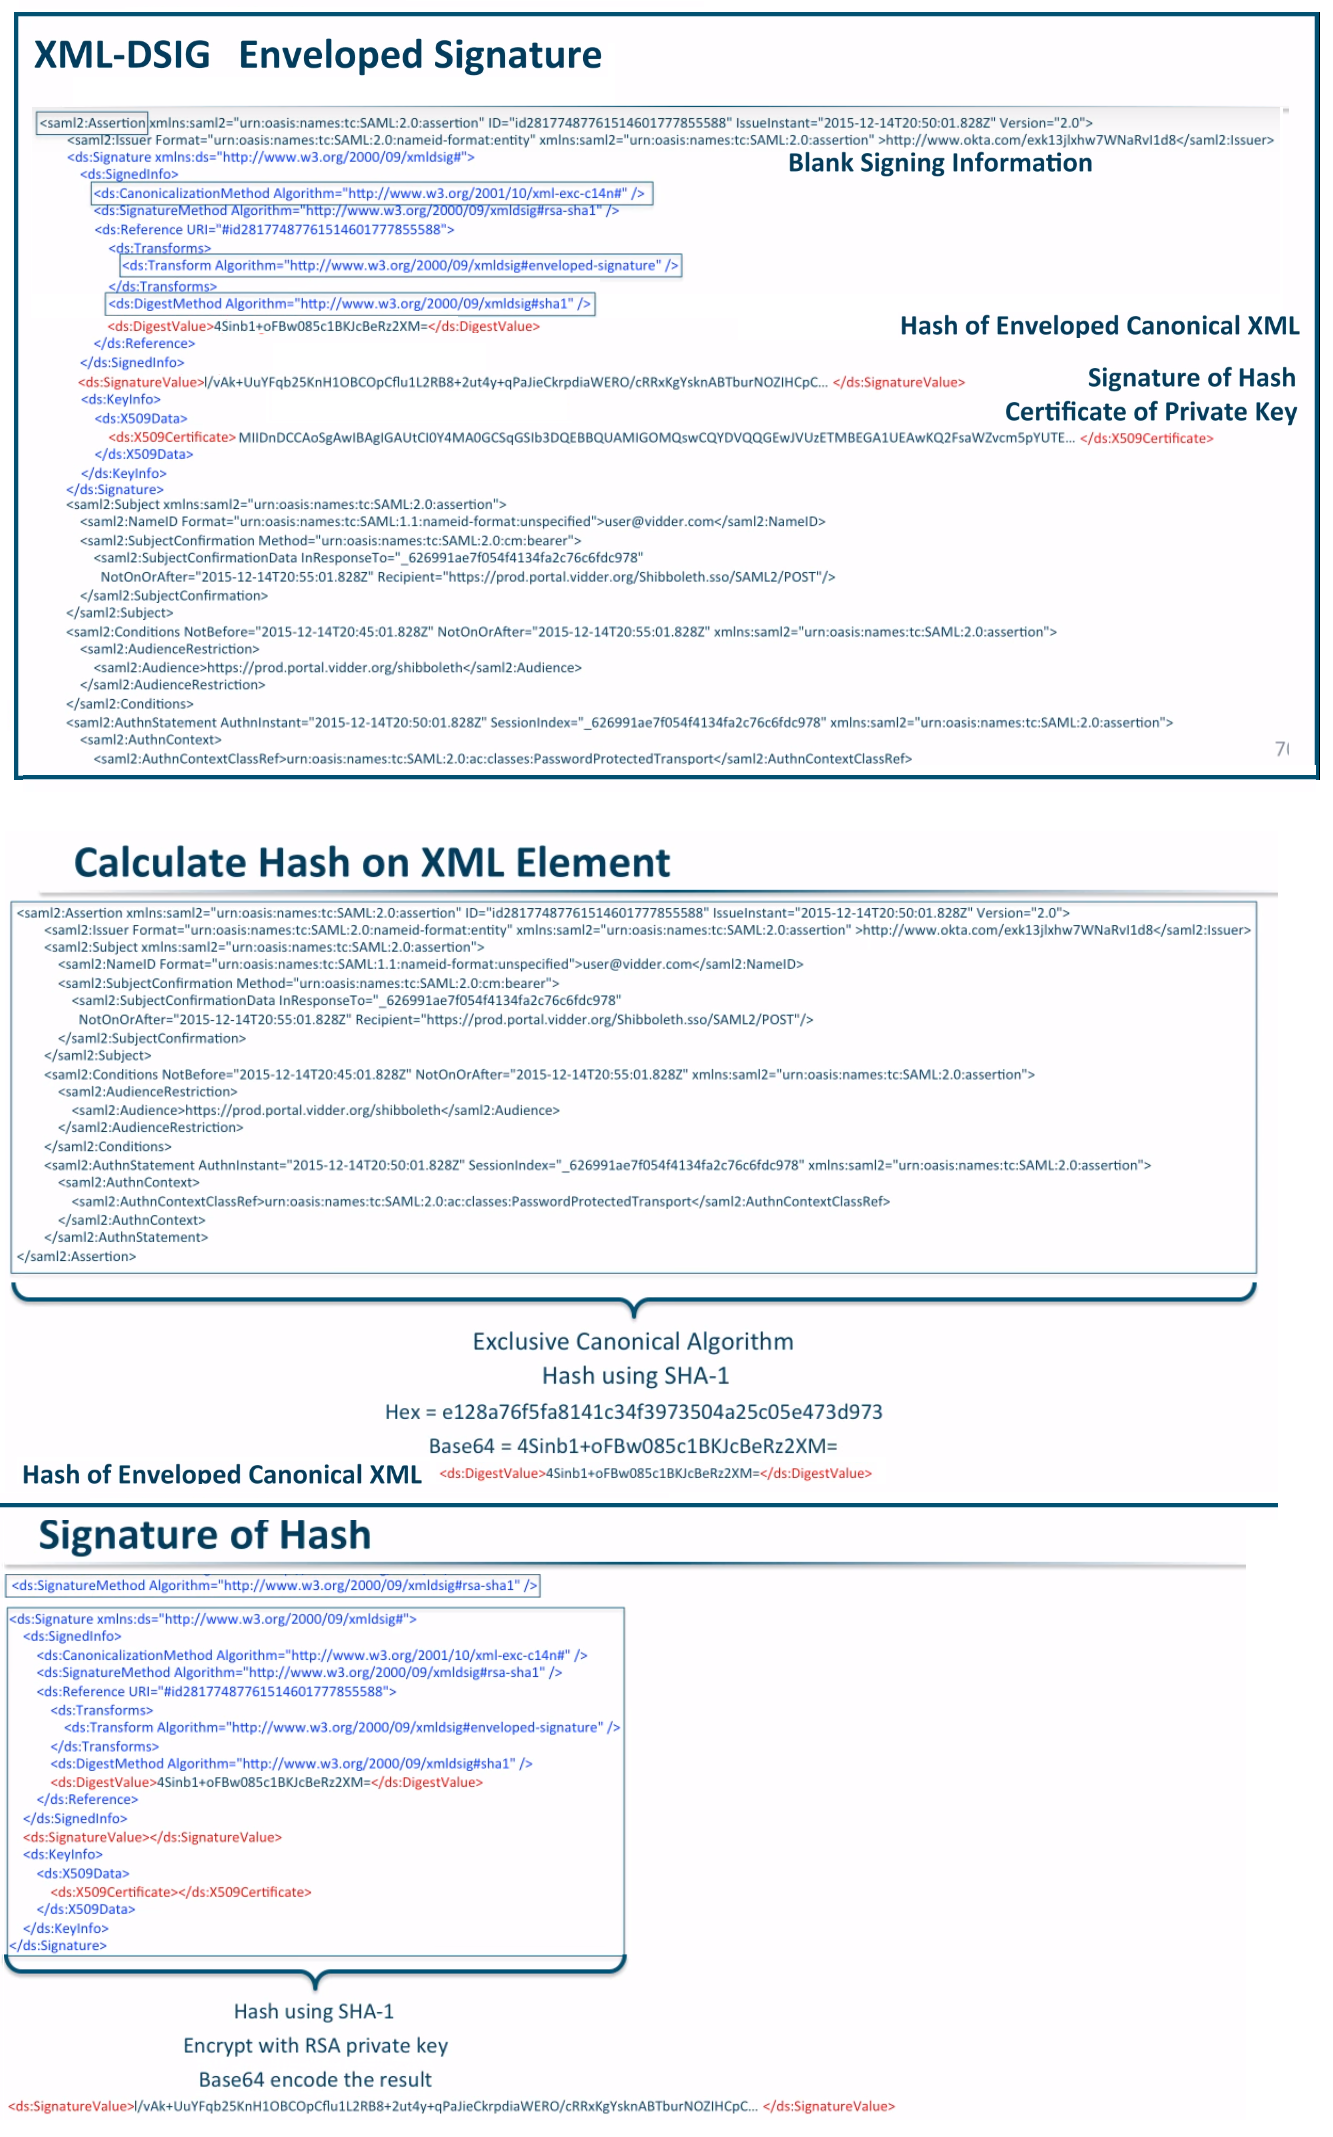 XML-DSIG Enveloped Signature
<saml2:Assertion xmlns:saml2="urn:oasis:names:tc:SAML:2.0:assertion" ID="id28177487761514601777855588" IssueInstant="2015-12-14T20:50:01.828Z" Version="2.0">
<saml2:Issuer Format="urn:oasis:names:tc:SAML:2.0:nameid-format:entity" xmlns:saml2="urn:oasis:names:tc:SAML:2.0:assertion" >http://www.okta.com/exk13jlxhw7WNaRvI1d8</saml2:Issuer>
<ds:Signature xmlns:ds="http://www.w3.org/2000/09/xmldsig#">
Blank Signing Information
<ds:SignedInfo>
<ds:CanonicalizationMethod Algorithm="http://www.w3.org/2001/10/xml-exc-c14n#" />
<ds:SignatureMethod Algorithm="http://www.w3.org/2000/09/xmldsig#rsa-sha1" />
<ds:Reference URI="#id28177487761514601777855588">
<ds:Transforms>
<ds:Transform Algorithm="http://www.w3.org/2000/09/xmldsig#enveloped-signature" />
</ds:Transforms>
<ds:DigestMethod Algorithm="http://www.w3.org/2000/09/xmldsig#sha1" />
<ds:DigestValue>4Sinb1+oFBw085c1BKJcBeRz2XM=</ds:DigestValue>
Hash of Enveloped Canonical XML
</ds:Reference>
</ds:SignedInfo>
<ds:SignatureValue>l/vAk+UuYFqb25KnH1OBCOpCflu1L2RB8+2ut4y+qPaJieCkrpdiaWERO/cRRxKgYsknABTburNOZIHCpC... </ds:SignatureValue>
Signature of Hash
<ds:KeyInfo>
<ds:X509Data>
Certificate of Private Key
<ds:X509Certificate> MIIDnDCCAoSgAwIBAgIGAUtCI0Y4MA0GCSqGSIb3DQEBBQUAMIGOMQswCQYDVQQGEwJVUzETMBEGA1UEAwKQ2FsaWZvcm5pYUTE... </ds:X509Certificate>
</ds:X509Data>
</ds:KeyInfo>
</ds:Signature>
<saml2:Subject xmlns:saml2="urn:oasis:names:tc:SAML:2.0:assertion">
<saml2:NameID Format="urn:oasis:names:tc:SAML:1.1:nameid-format:unspecified">user@vidder.com</saml2:NameID>
<saml2:SubjectConfirmation Method="urn:oasis:names:tc:SAML:2.0:cm:bearer">
<saml2:SubjectConfirmationData InResponseTo="_626991ae7f054f4134fa2c76c6fdc978"
NotOnOrAfter="2015-12-14T20:55:01.828Z" Recipient="https://prod.portal.vidder.org/Shibboleth.sso/SAML2/POST"/>
</saml2:SubjectConfirmation>
</saml2:Subject>
<saml2:Conditions NotBefore="2015-12-14T20:45:01.828Z" NotOnOrAfter="2015-12-14T20:55:01.828Z" xmlns:saml2="urn:oasis:names:tc:SAML:2.0:assertion">
<saml2:AudienceRestriction>
<saml2:Audience>https://prod.portal.vidder.org/shibboleth</saml2:Audience>
</saml2:AudienceRestriction>
</saml2:Conditions>
<saml2:AuthnStatement AuthnInstant="2015-12-14T20:50:01.828Z" SessionIndex="_626991ae7f054f4134fa2c76c6fdc978" xmlns:saml2="urn:oasis:names:tc:SAML:2.0:assertion">
<saml2:AuthnContext>
<saml2:AuthnContextClassRef>urn:oasis:names:tc:SAML:2.0:ac:classes:PasswordProtectedTransport</saml2:AuthnContextClassRef>
Calculate Hash on XML Element
<saml2:Assertion xmlns:saml2="urn:oasis:names:tc:SAML:2.0:assertion" ID="id28177487761514601777855588" IssueInstant="2015-12-14T20:50:01.828Z" Version="2.0">
<saml2:Issuer Format="urn:oasis:names:tc:SAML:2.0:nameid-format:entity" xmlns:saml2="urn:oasis:names:tc:SAML:2.0:assertion" >http://www.okta.com/exk13jlxhw7WNaRvI1d8</saml2:Issuer>
<saml2:Subject xmlns:saml2="urn:oasis:names:tc:SAML:2.0:assertion">
<saml2:NameID Format="urn:oasis:names:tc:SAML:1.1:nameid-format:unspecified">user@vidder.com</saml2:NameID>
<saml2:SubjectConfirmation Method="urn:oasis:names:tc:SAML:2.0:cm:bearer">
<saml2:SubjectConfirmationData InResponseTo="_626991ae7f054f4134fa2c76c6fdc978"
NotOnOrAfter="2015-12-14T20:55:01.828Z" Recipient="https://prod.portal.vidder.org/Shibboleth.sso/SAML2/POST"/>
</saml2:SubjectConfirmation>
</saml2:Subject>
<saml2:Conditions NotBefore="2015-12-14T20:45:01.828Z" NotOnOrAfter="2015-12-14T20:55:01.828Z" xmlns:saml2="urn:oasis:names:tc:SAML:2.0:assertion">
<saml2:AudienceRestriction>
<saml2:Audience>https://prod.portal.vidder.org/shibboleth</saml2:Audience>
</saml2:AudienceRestriction>
</saml2:Conditions>
<saml2:AuthnStatement AuthnInstant="2015-12-14T20:50:01.828Z" SessionIndex="_626991ae7f054f4134fa2c76c6fdc978" xmlns:saml2="urn:oasis:names:tc:SAML:2.0:assertion">
<saml2:AuthnContext>
<saml2:AuthnContextClassRef>urn:oasis:names:tc:SAML:2.0:ac:classes:PasswordProtectedTransport</saml2:AuthnContextClassRef>
</saml2:AuthnContext>
</saml2:AuthnStatement>
</saml2:Assertion>
Exclusive Canonical Algorithm
Hash using SHA-1
Hex = e128a76f5fa8141c34f3973504a25c05e473d973
Base64 = 4Sinb1+oFBw085c1BKJcBeRz2XM=
Hash of Enveloped Canonical XML <ds:DigestValue>4Sinb1+oFBw085c1BKJcBeRz2XM=</ds:DigestValue>
Signature of Hash
<ds:SignatureMethod Algorithm="http://www.w3.org/2000/09/xmldsig#rsa-sha1" />
<ds:Signature xmlns:ds="http://www.w3.org/2000/09/xmldsig#">
<ds:SignedInfo>
<ds:CanonicalizationMethod Algorithm="http://www.w3.org/2001/10/xml-exc-c14n#" />
<ds:SignatureMethod Algorithm="http://www.w3.org/2000/09/xmldsig#rsa-sha1" />
<ds:Reference URI="#id28177487761514601777855588">
<ds:Transforms>
<ds:Transform Algorithm="http://www.w3.org/2000/09/xmldsig#enveloped-signature" />
</ds:Transforms>
<ds:DigestMethod Algorithm="http://www.w3.org/2000/09/xmldsig#sha1" />
<ds:DigestValue>4Sinb1+oFBw085c1BKJcBeRz2XM=</ds:DigestValue>
</ds:Reference>
</ds:SignedInfo>
<ds:SignatureValue></ds:SignatureValue>
<ds:KeyInfo>
<ds:X509Data>
<ds:X509Certificate></ds:X509Certificate>
</ds:X509Data>
</ds:KeyInfo>
</ds:Signature>
Hash using SHA-1
Encrypt with RSA private key
Base64 encode the result
<ds:SignatureValue>l/vAk+UuYFqb25KnH1OBCOpCflu1L2RB8+2ut4y+qPaJieCkrpdiaWERO/cRRxKgYsknABTburNOZIHCpC... </ds:SignatureValue>